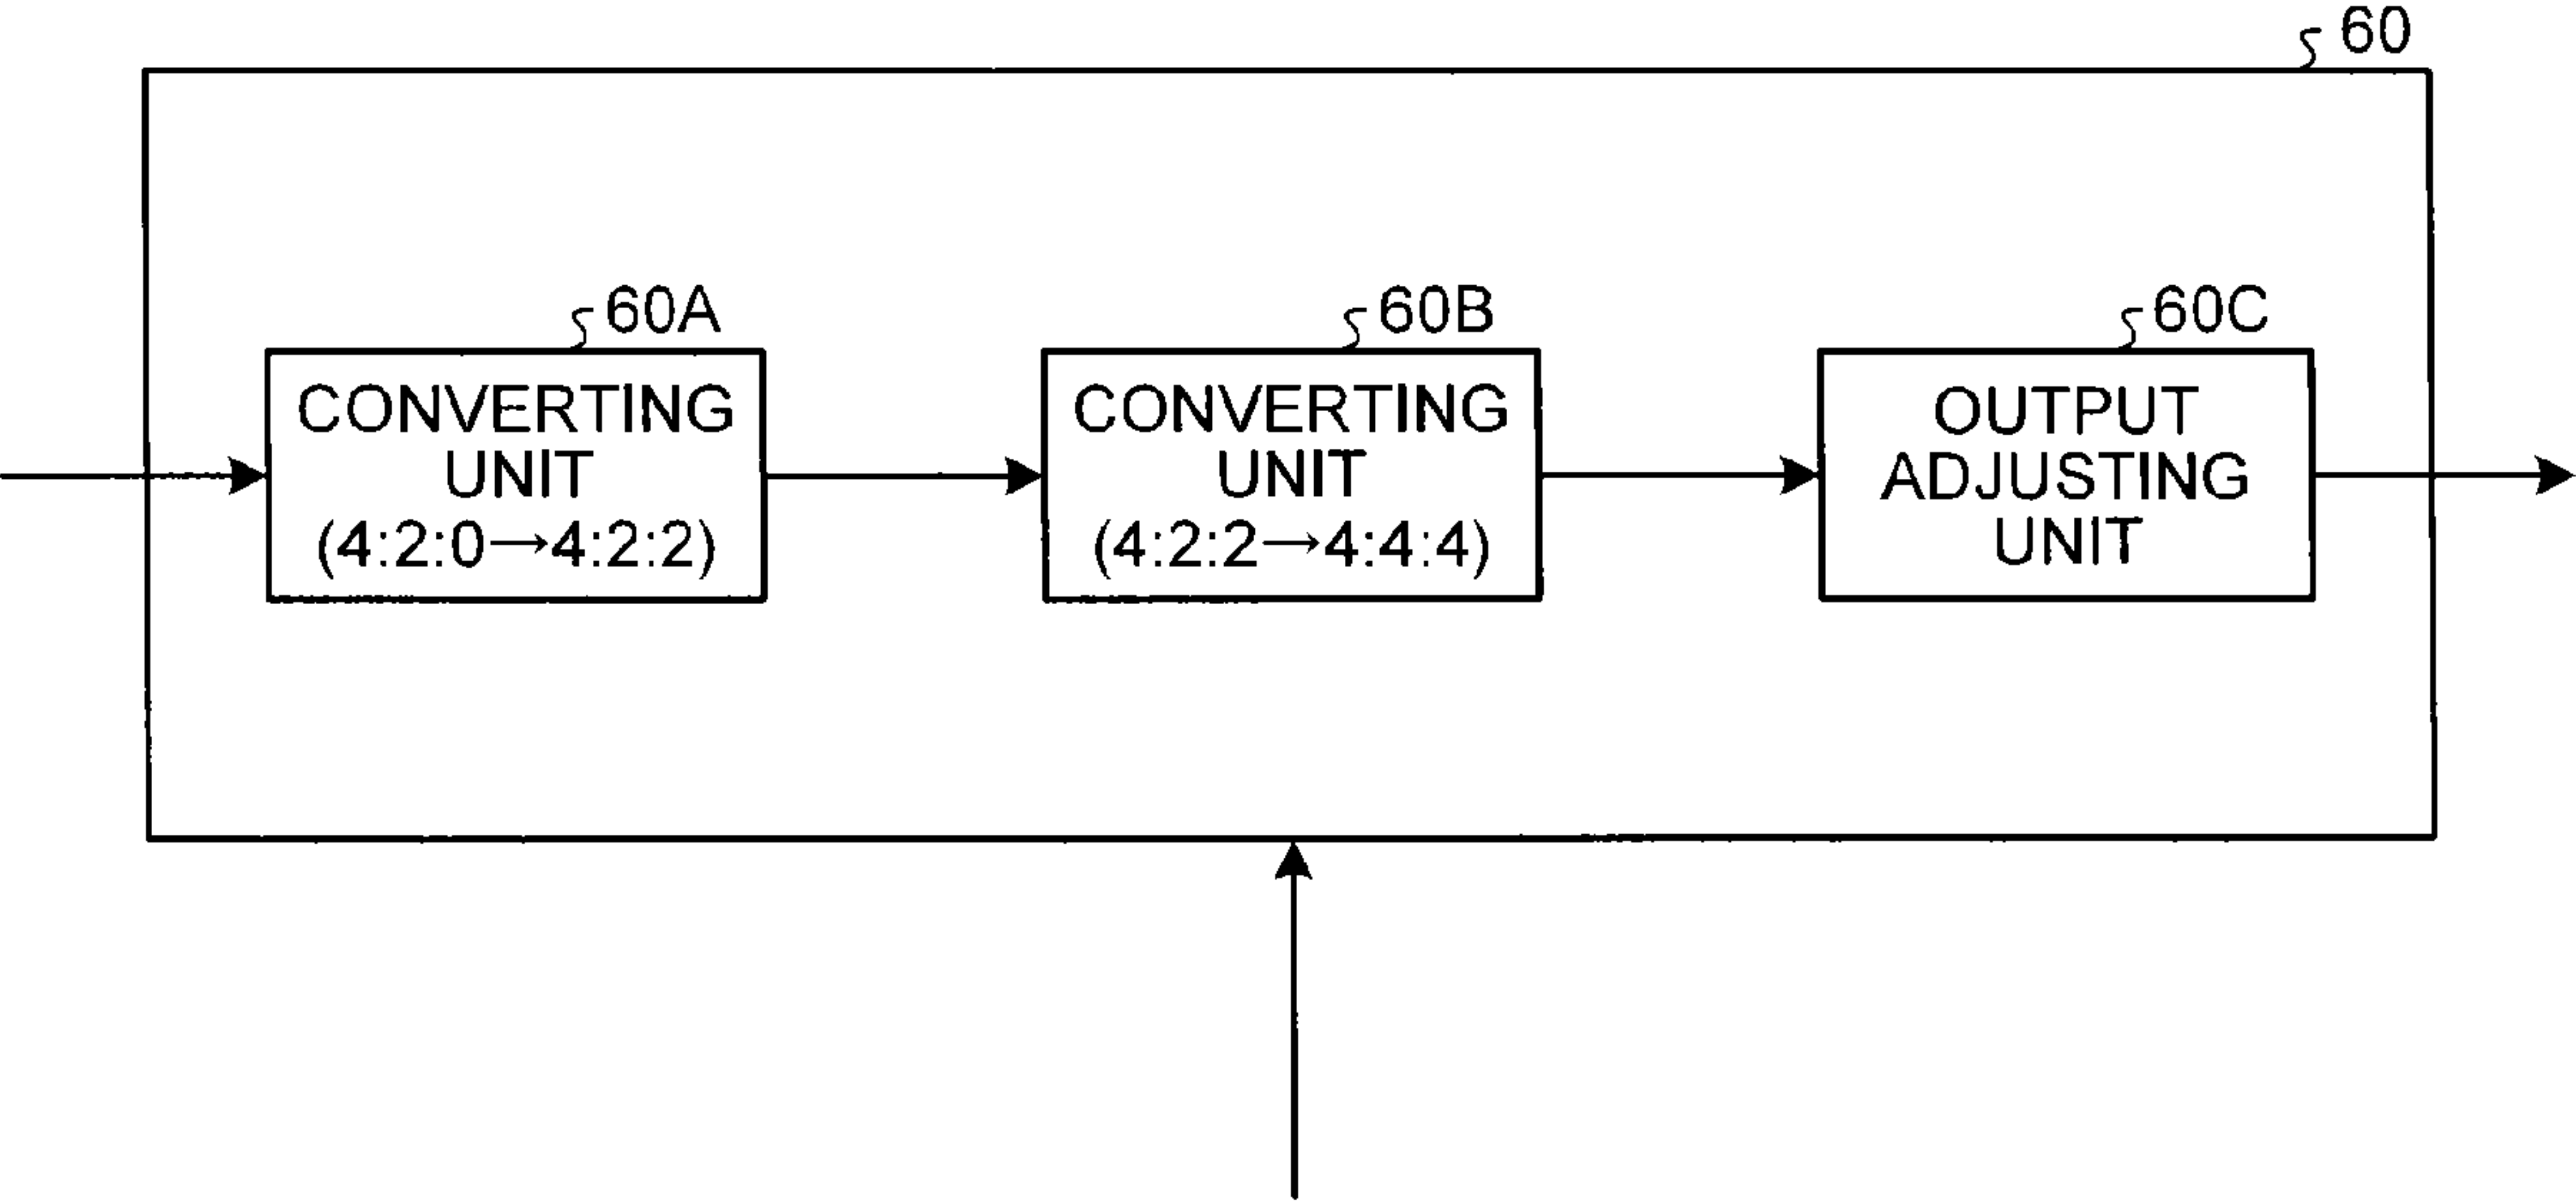 60
60A
CONVERTING
UNIT
(4:2:0→4:2:2)
60B
CONVERTING
UNIT
(4:2:2→4:4:4)
60C
OUTPUT
ADJUSTING
UNIT